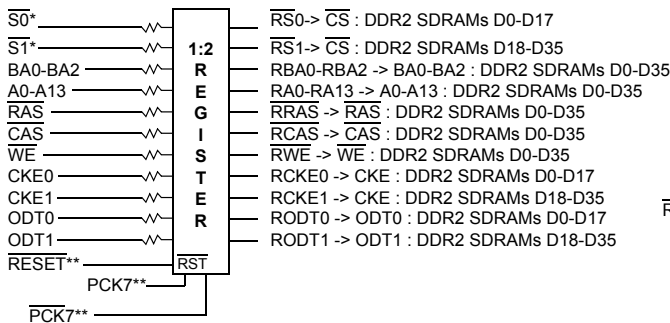 S0*
S1*
BA0-BA2
A0-A13
RAS
CAS
WE
CKE0
CKE1
ODT0
ODT1
RESET**
PCK7**
PCK7**
1:2
R
E
G
I
S
T
E
R
RST
RS0-> CS : DDR2 SDRAMs D0-D17
RS1-> CS : DDR2 SDRAMs D18-D35
RBA0-RBA2 -> BA0-BA2 : DDR2 SDRAMs D0-D35
RA0-RA13 -> A0-A13 : DDR2 SDRAMs D0-D35
RRAS -> RAS : DDR2 SDRAMs D0-D35
RCAS -> CAS : DDR2 SDRAMs D0-D35
RWE -> WE : DDR2 SDRAMs D0-D35
RCKE0 -> CKE : DDR2 SDRAMs D0-D17
RCKE1 -> CKE : DDR2 SDRAMs D18-D35
RODT0 -> ODT0 : DDR2 SDRAMs D0-D17
RODT1 -> ODT1 : DDR2 SDRAMs D18-D35